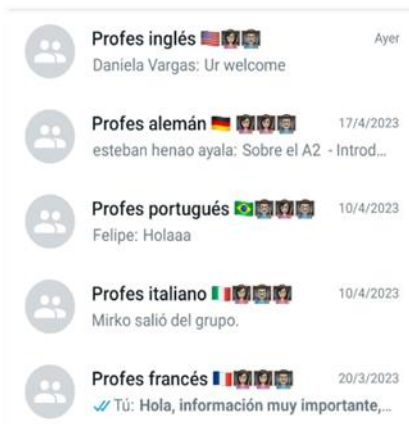 Profes inglés 🇺🇸👩🏻‍🏫👨🏽‍🏫 Ayer
Daniela Vargas: Ur welcome
Profes alemán 🇩🇪 👩🏻‍🏫👩🏻‍🏫👨🏽‍🏫 17/4/2023
esteban henao ayala: Sobre el A2 - Introd...
Profes portugués 🇧🇷👨🏽‍🏫👩🏻‍🏫👨🏽‍🏫 10/4/2023
Felipe: Holaaa
Profes italiano 🇮🇹👩🏻‍🏫👨🏽‍🏫👩🏻‍🏫 10/4/2023
Mirko salió del grupo.
Profes francés 🇫🇷👩🏻‍🏫👩🏻‍🏫👨🏽‍🏫 20/3/2023
Tú: Hola, información muy importante,...